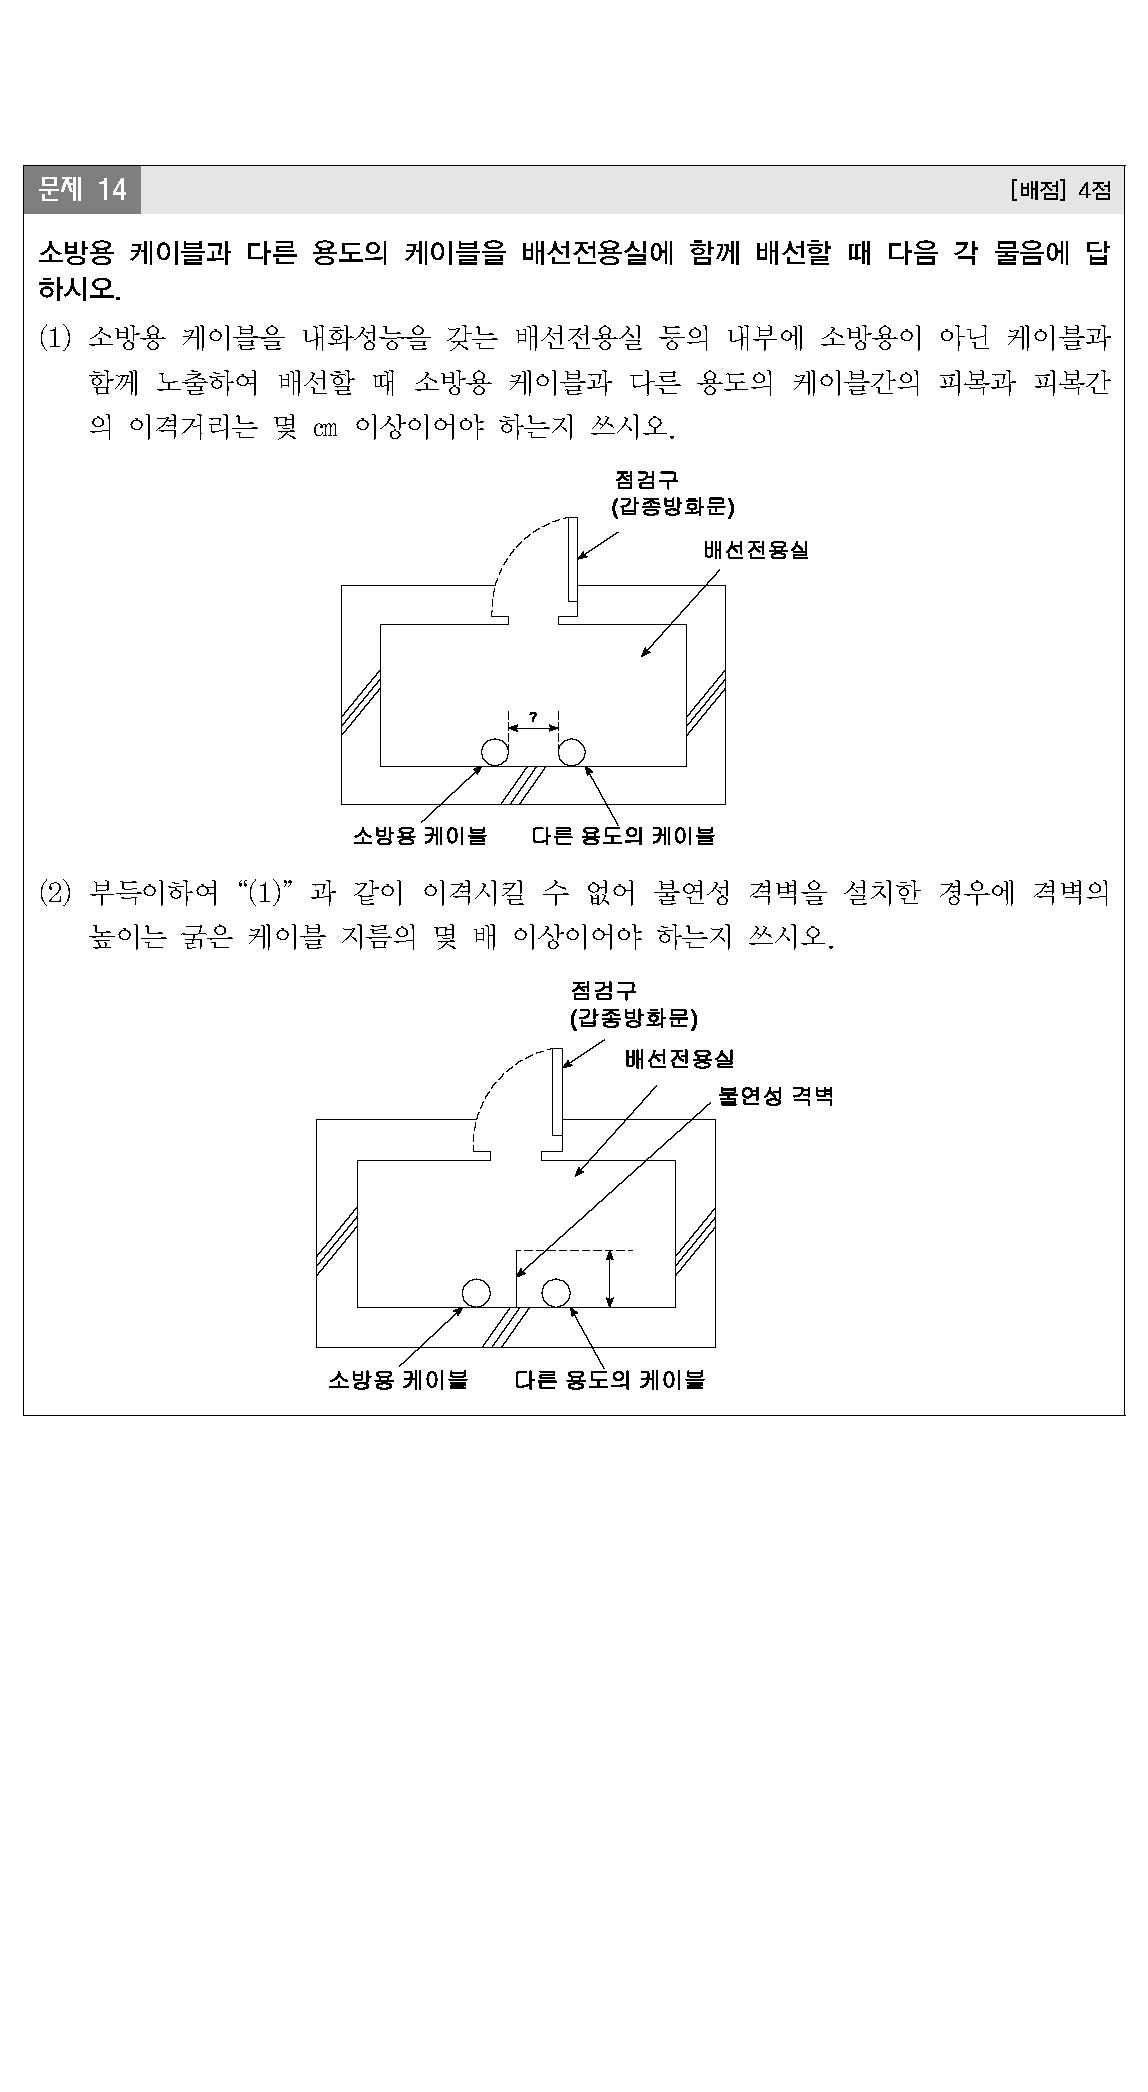 문제 14
[배점] 4점
소방용 케이블과 다른 용도의 케이블을 배선전용실에 함께 배선할 때 다음 각 물음에 답
하시오.
(1) 소방용 케이블을 내화성능을 갖는 배선전용실 등의 내부에 소방용이 아닌 케이블과
함께 노출하여 배선할 때 소방용 케이블과 다른 용도의 케이블간의 피복과 피복간
의 이격거리는 몇 ㎝ 이상이어야 하는지 쓰시오.
점검구
(갑종방화문)
배선전용실
?
소방용 케이블
다른 용도의 케이블
(2) 부득이하여 “(1)”과 같이 이격시킬 수 없어 불연성 격벽을 설치한 경우에 격벽의
높이는 굵은 케이블 지름의 몇 배 이상이어야 하는지 쓰시오.
점검구
(갑종방화문)
배선전용실
불연성 격벽
소방용 케이블
다른 용도의 케이블